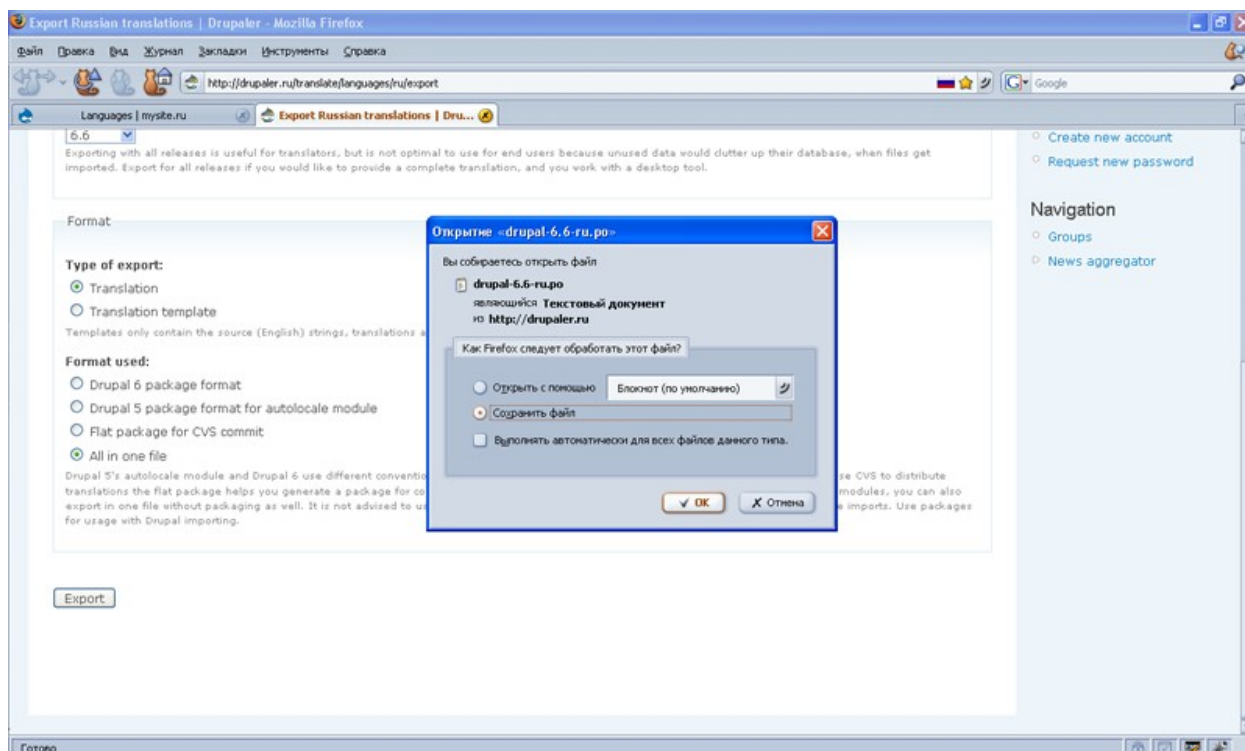 Export Russian translations | Drupaler - Mozilla Firefox
Файл Правка Вид Журнал Закладки Инструменты Справка
http://drupaler.ru/translate/languages/ru/export
Google
Languages | mysite.ru
Export Russian translations | Dru...
6.6
Exporting with all releases is useful for translators, but is not optimal to use for end users because unused data would clutter up their database, when files get
imported. Export for all releases if you would like to provide a complete translation, and you work with a desktop tool.
Create new account
Request new password
Navigation
Groups
News aggregator
Format
Type of export:
Translation
Translation template
Templates only contain the source (English) strings, translations a
Format used:
Drupal 6 package format
Drupal 5 package format for autolocale module
Flat package for CVS commit
All in one file
Drupal 5's autolocale module and Drupal 6 use different conventio
se CVS to distribute
translations the flat package helps you generate a package for co
modules, you can also
export in one file without packaging as well. It is not advised to us
e imports. Use packages
for usage with Drupal importing.
Export
Открытие «drupal-6.6-ru.po»
Вы собираетесь открыть файл
drupal-6.6-ru.po
являющийся Текстовый документ
из http://drupaler.ru
Как Firefox следует обработать этот файл?
Открыть с помощью Блокнот (по умолчанию)
Сохранить файл
Выполнять автоматически для всех файлов данного типа.
OK
Отмена
Готово